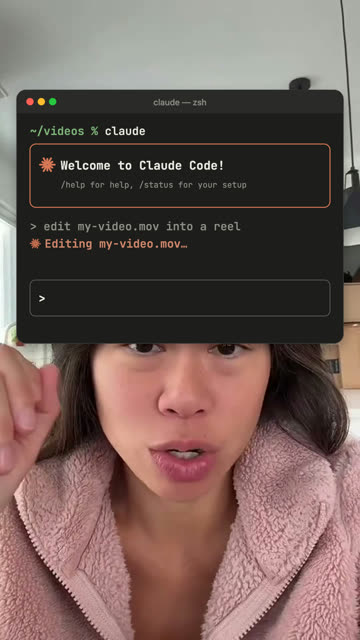 claude — zsh
~/videos % claude
Welcome to Claude Code!
/help for help, /status for your setup
> edit my-video.mov into a reel
Editing my-video.mov…
>